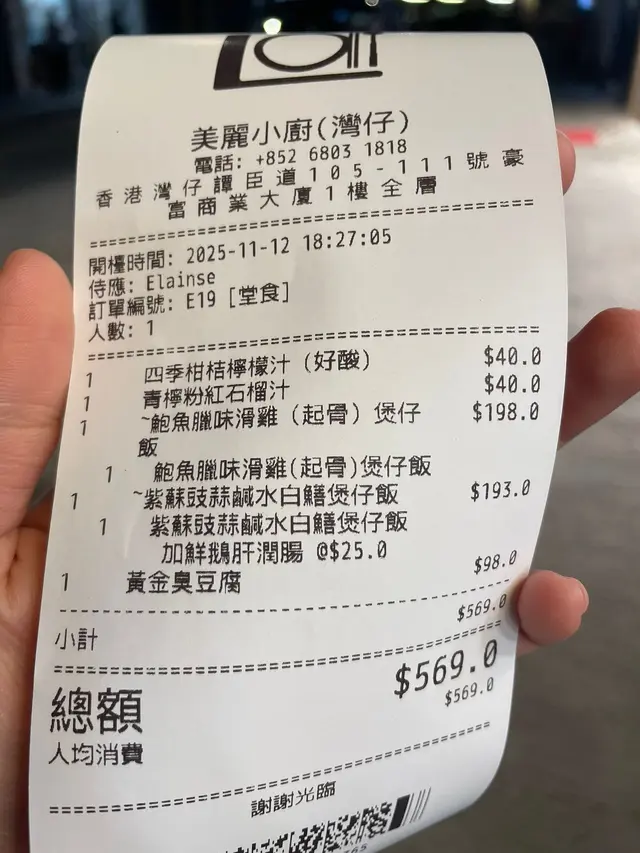 美麗小廚(灣仔)
電話: +852 6803 1818
香港灣仔譚臣道105-111號豪
富商業大廈1樓全層
開檯時間: 2025-11-12 18:27:05
侍應: Elainse
訂單編號: E19 [堂食]
人數: 1
1 四季柑桔檸檬汁 (好酸) $40.0
1 青檸粉紅石榴汁 $40.0
1 ~鮑魚臘味滑雞 (起骨) 煲仔 $198.0
飯
1 鮑魚臘味滑雞(起骨)煲仔飯
1 ~紫蘇豉蒜鹹水白鱔煲仔飯 $193.0
1 紫蘇豉蒜鹹水白鱔煲仔飯
加鮮鵝肝潤腸 @$25.0
1 黃金臭豆腐 $98.0
小計 $569.0
總額 $569.0
人均消費 $569.0
謝謝光臨